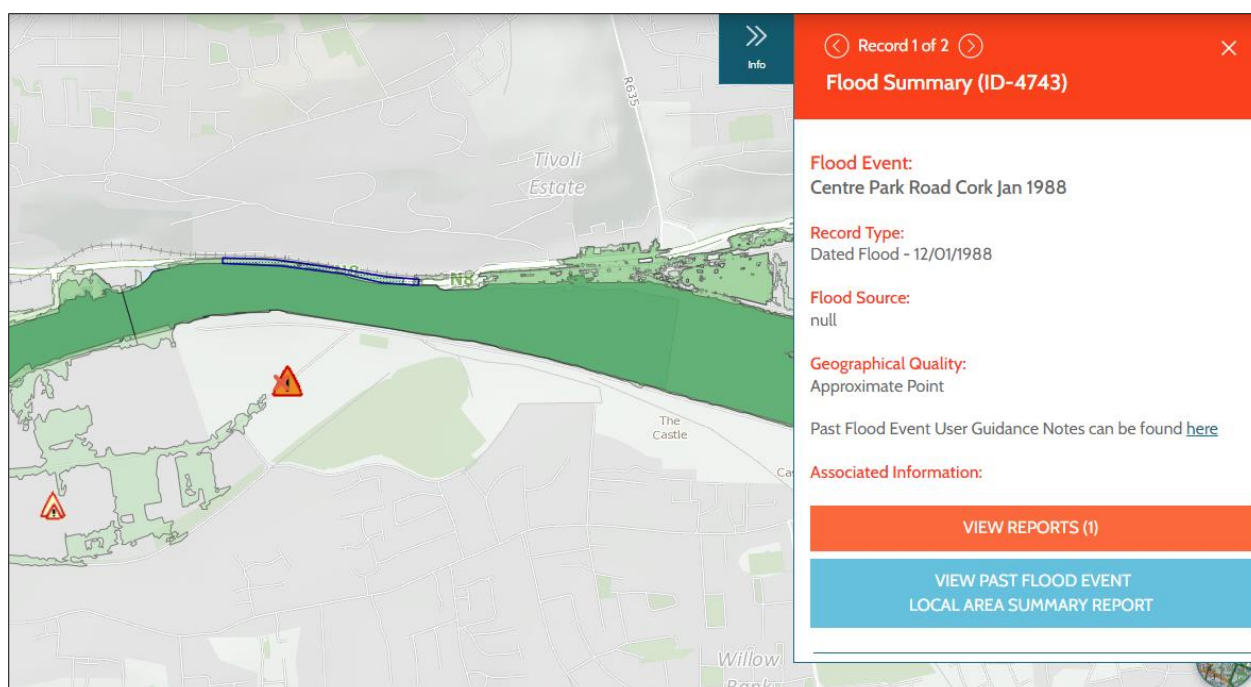 Info
R635
Tivoli
Estate
N8
N8
The
Castle
Willow
Record 1 of 2
Flood Summary (ID-4743)
Flood Event:
Centre Park Road Cork Jan 1988
Record Type:
Dated Flood - 12/01/1988
Flood Source:
null
Geographical Quality:
Approximate Point
Past Flood Event User Guidance Notes can be found here
Associated Information:
VIEW REPORTS (1)
VIEW PAST FLOOD EVENT
LOCAL AREA SUMMARY REPORT